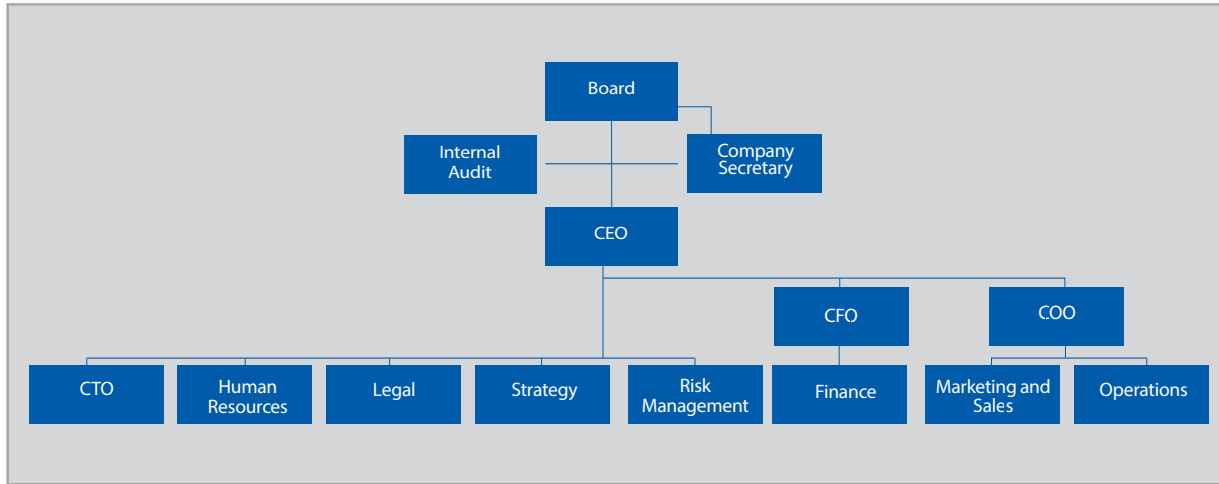 Board
Internal
Audit
Company
Secretary
CEO
CFO
COO
CTO
Human
Resources
Legal
Strategy
Risk
Management
Finance
Marketing and
Sales
Operations